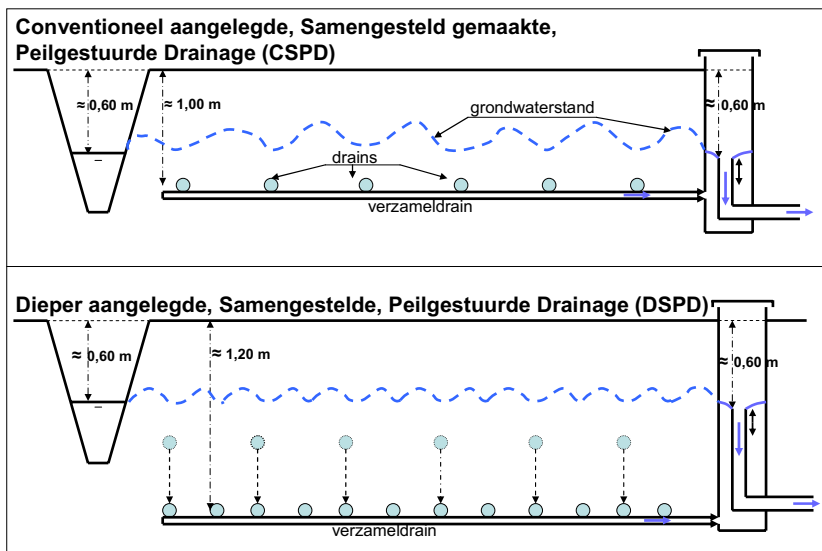 Conventioneel aangelegde, Samengesteld gemaakte,
Peilgestuurde Drainage (CSPD)
≈ 0,60 m
≈ 1,00 m
grondwaterstand
≈ 0,60 m
drains
verzameldrain
Dieper aangelegde, Samengestelde, Peilgestuurde Drainage (DSPD)
≈ 0,60 m
≈ 1,20 m
≈ 0,60 m
verzameldrain